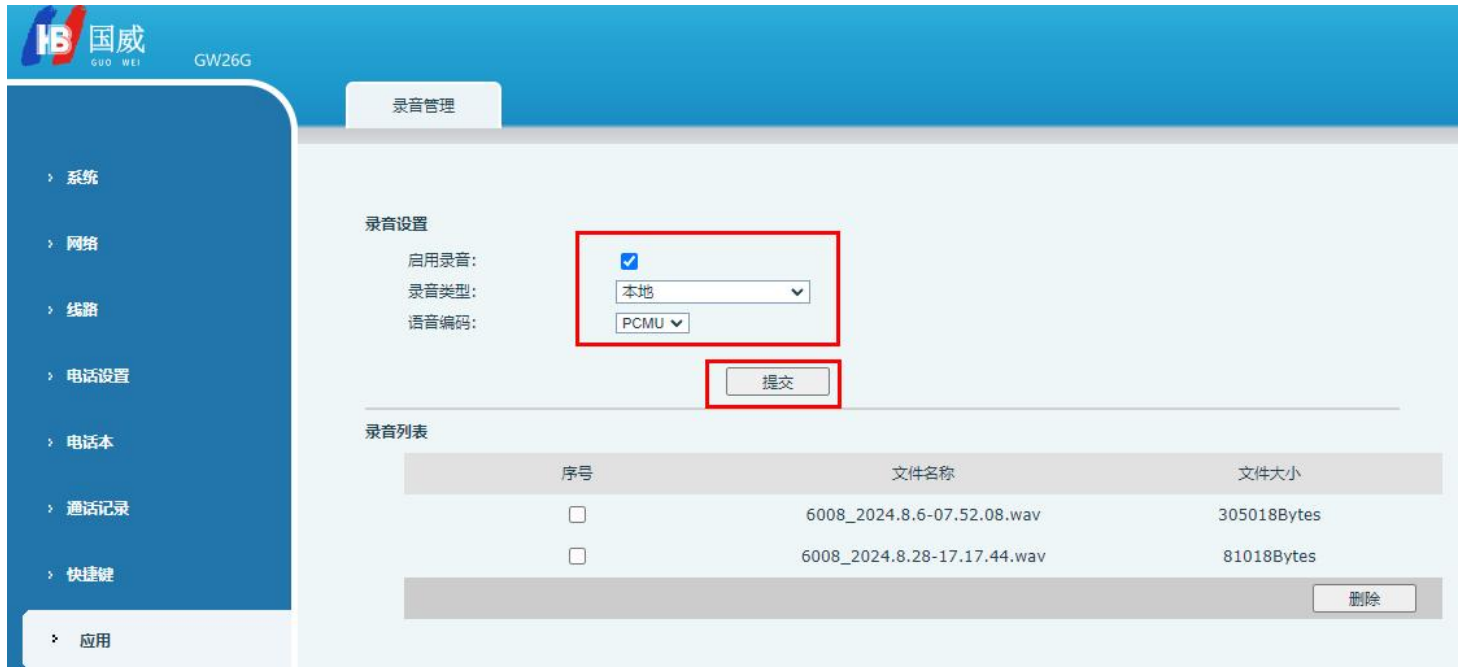 HB 国威
GUO WEI
GW26G
录音管理
系统
网络
线路
电话设置
电话本
通话记录
快捷键
应用
录音设置
启用录音:
录音类型: 本地
语音编码: PCMU
提交
录音列表
序号 文件名称 文件大小
6008_2024.8.6-07.52.08.wav 305018Bytes
6008_2024.8.28-17.17.44.wav 81018Bytes
删除